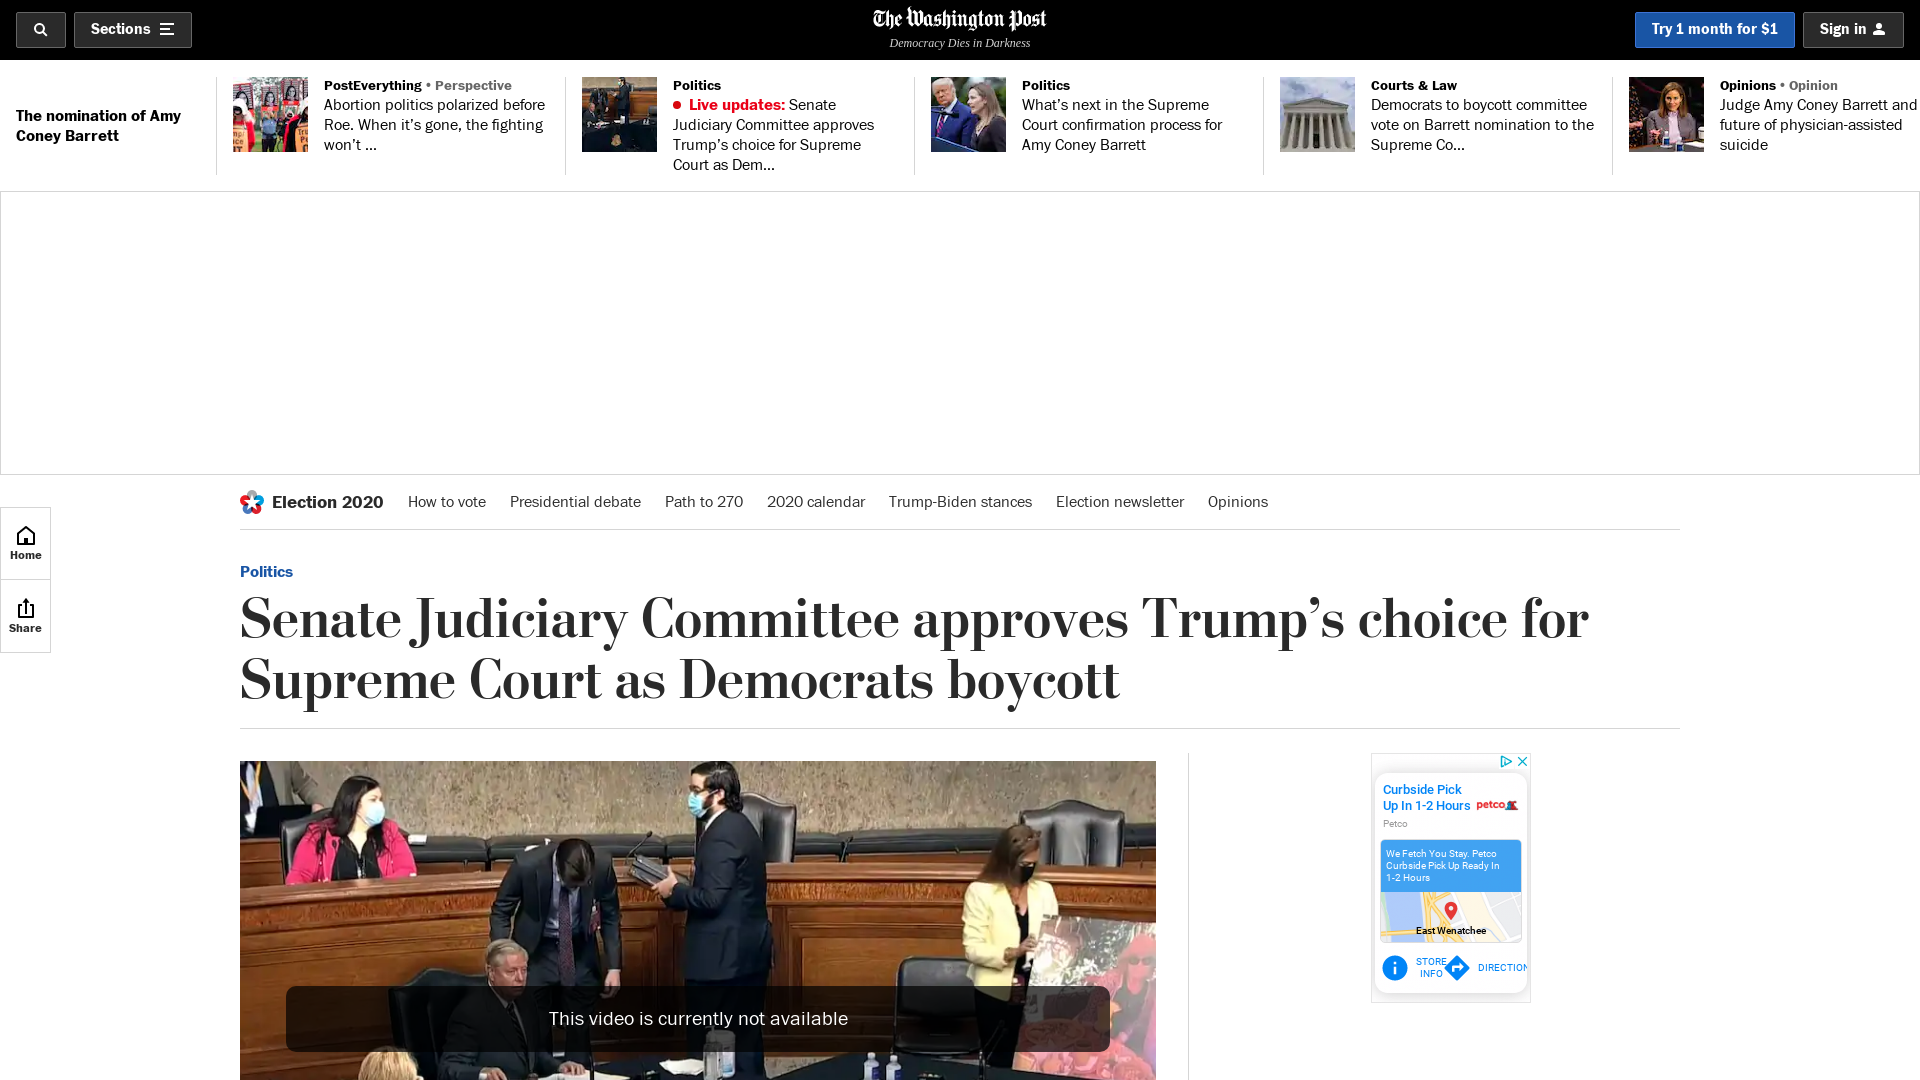 Sections
The Washington Post
Democracy Dies in Darkness
Try 1 month for $1
Sign in
The nomination of Amy
Coney Barrett
PostEverything • Perspective
Abortion politics polarized before
Roe. When it’s gone, the fighting
won’t ...
Politics
Live updates: Senate
Judiciary Committee approves
Trump’s choice for Supreme
Court as Dem...
Politics
What’s next in the Supreme
Court confirmation process for
Amy Coney Barrett
Courts & Law
Democrats to boycott committee
vote on Barrett nomination to the
Supreme Co...
Opinions • Opinion
Judge Amy Coney Barrett and
future of physician-assisted
suicide
Election 2020
How to vote
Presidential debate
Path to 270
2020 calendar
Trump-Biden stances
Election newsletter
Opinions
Home
Share
Politics
Senate Judiciary Committee approves Trump’s choice for
Supreme Court as Democrats boycott
This video is currently not available
Curbside Pick
Up In 1-2 Hours
petco
Petco
We Fetch You Stay. Petco
Curbside Pick Up Ready In
1-2 Hours
East Wenatchee
STORE
INFO
DIRECTION